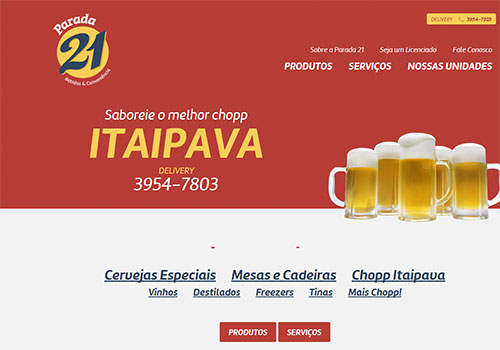 Parada
21
Bebidas & Conveniência
DELIVERY 3954-7803
Sobre a Parada 21 Seja um Licenciado Fale Conosco
PRODUTOS SERVIÇOS NOSSAS UNIDADES
Saboreie o melhor chopp
ITAIPAVA
DELIVERY
3954-7803
Cervejas Especiais Mesas e Cadeiras Chopp Itaipava
Vinhos Destilados Freezers Tinas Mais Chopp!
PRODUTOS SERVIÇOS